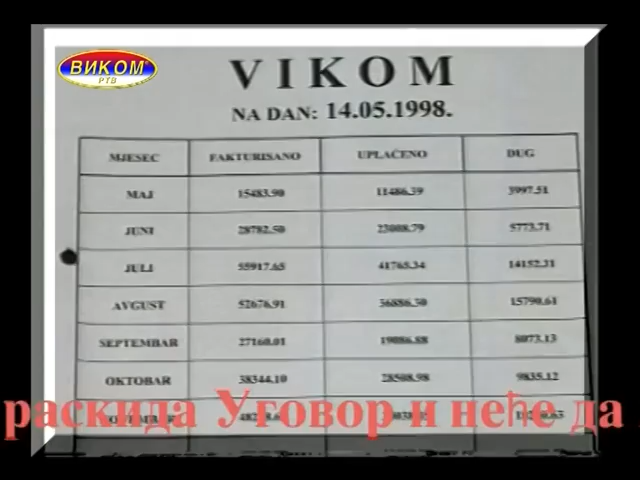 ВИКОМ
РТВ
VIKOM
NA DAN: 14.05.1998.
MJESEC FAKTURISANO UPLAĆENO DUG
MAJ 15483.90 11486.39 3997.51
JUNI 28782.50 23008.79 5773.71
JULI 55917.65 41765.34 14152.31
AVGUST 52676.91 36886.30 15790.61
SEPTEMBAR 27160.01 19086.88 8073.13
OKTOBAR 38344.10 28508.98 9835.12
раскида Уговор и неће да